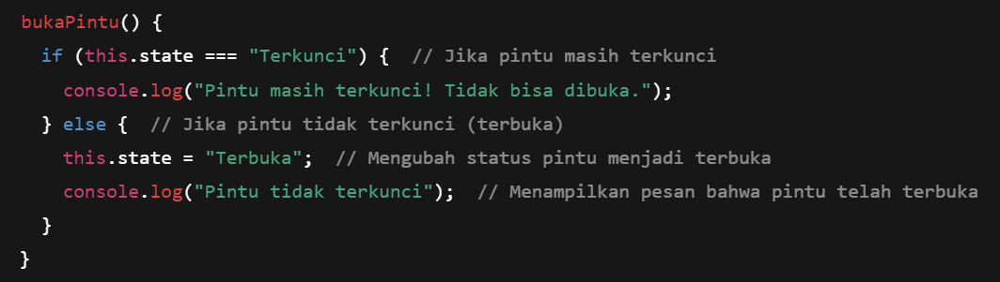 bukaPintu() {
  if (this.state === "Terkunci") {  // Jika pintu masih terkunci
    console.log("Pintu masih terkunci! Tidak bisa dibuka.");
  } else {  // Jika pintu tidak terkunci (terbuka)
    this.state = "Terbuka";  // Mengubah status pintu menjadi terbuka
    console.log("Pintu tidak terkunci");  // Menampilkan pesan bahwa pintu telah terbuka
  }
}